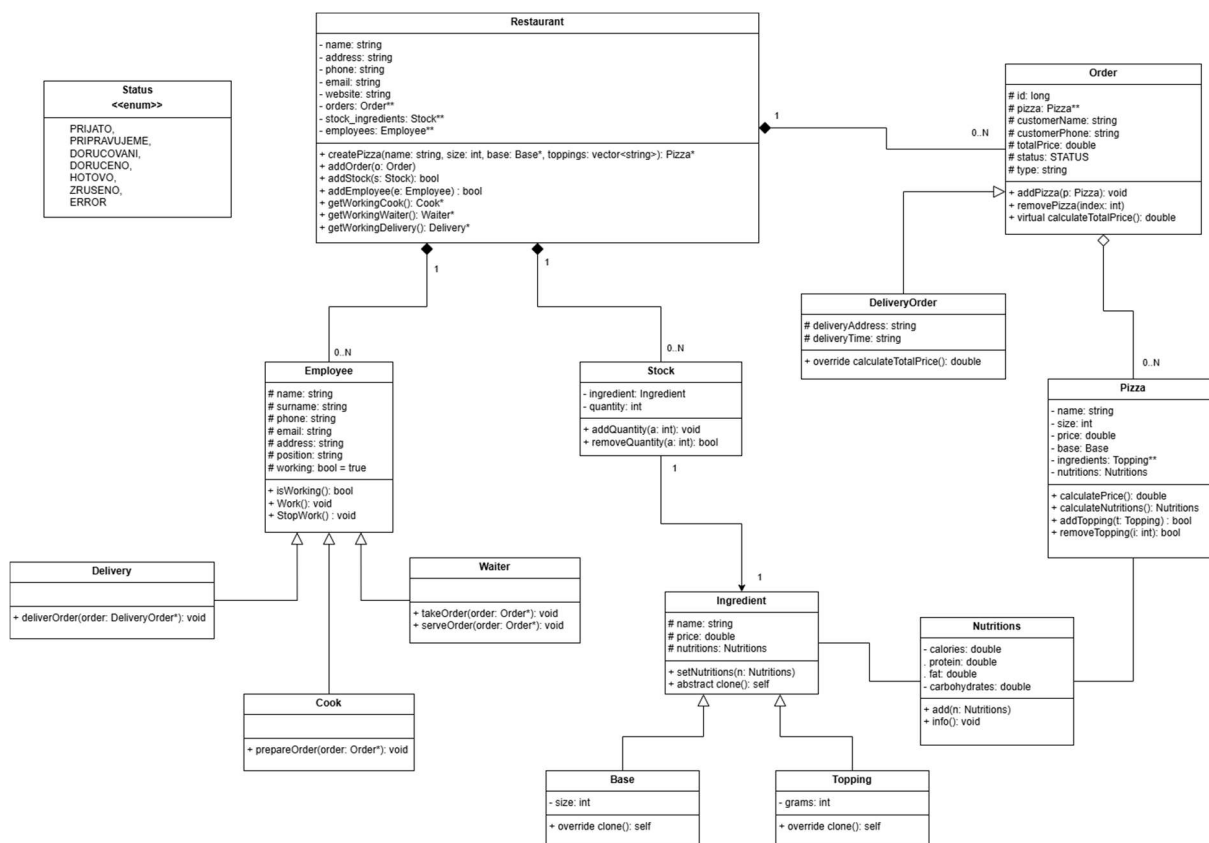 Restaurant
- name: string
- address: string
- phone: string
- email: string
- website: string
- orders: Order**
- stock_ingredients: Stock**
- employees: Employee**
+ createPizza(name: string, size: int, base: Base*, toppings: vector<string>): Pizza*
+ addOrder(o: Order)
+ addStock(s: Stock): bool
+ addEmployee(e: Employee) : bool
+ getWorkingCook(): Cook*
+ getWorkingWaiter(): Waiter*
+ getWorkingDelivery(): Delivery*
Status
<<enum>>
PRIJATO,
PRIPRAVUJEME,
DORUCOVANI,
DORUCENO,
HOTOVO,
ZRUSENO,
ERROR
1
0..N
Order
# id: long
# pizza: Pizza**
# customerName: string
# customerPhone: string
# totalPrice: double
# status: STATUS
# type: string
+ addPizza(p: Pizza): void
+ removePizza(index: int)
+ virtual calculateTotalPrice(): double
1
1
DeliveryOrder
# deliveryAddress: string
# deliveryTime: string
+ override calculateTotalPrice(): double
0..N
0..N
0..N
Employee
# name: string
# surname: string
# phone: string
# email: string
# address: string
# position: string
# working: bool = true
+ isWorking(): bool
+ Work(): void
+ StopWork() : void
Stock
- ingredient: Ingredient
- quantity: int
+ addQuantity(a: int): void
+ removeQuantity(a: int): bool
1
Pizza
- name: string
- size: int
- price: double
- base: Base
- ingredients: Topping**
- nutritions: Nutritions
+ calculatePrice(): double
+ calculateNutritions(): Nutritions
+ addTopping(t: Topping) : bool
+ removeTopping(i: int): bool
Delivery
+ deliverOrder(order: DeliveryOrder*): void
Waiter
+ takeOrder(order: Order*): void
+ serveOrder(order: Order*): void
1
Ingredient
# name: string
# price: double
# nutritions: Nutritions
+ setNutritions(n: Nutritions)
+ abstract clone(): self
Nutritions
- calories: double
. protein: double
. fat: double
- carbohydrates: double
+ add(n: Nutritions)
+ info(): void
Cook
+ prepareOrder(order: Order*): void
Base
- size: int
+ override clone(): self
Topping
- grams: int
+ override clone(): self